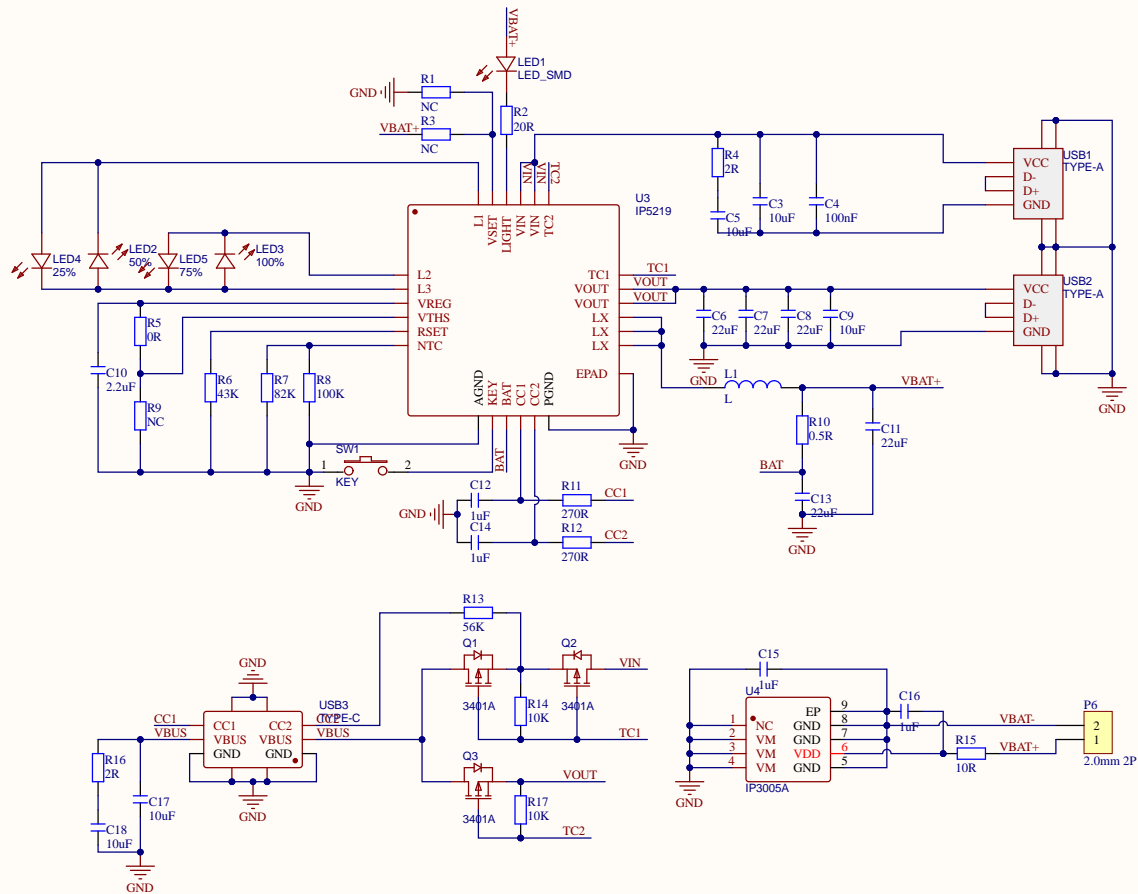 VBAT+
LED1
LED_SMD
R1
GND
NC
R2
20R
R3
VBAT+
NC
VIN
VIN
TC2
R4
2R
C5
10uF
C3
10uF
C4
100nF
USB1
TYPE-A
VCC
D-
D+
GND
U3
IP5219
L1
VSET
LIGHT
VIN
VIN
TC2
LED4
25%
LED2
50%
LED5
75%
LED3
100%
L2
L3
VREG
VTHS
RSET
NTC
TC1
VOUT
VOUT
LX
LX
LX
EPAD
AGND
KEY
BAT
CC1
CC2
PGND
TC1
VOUT
VOUT
USB2
TYPE-A
VCC
D-
D+
GND
C6
22uF
C7
22uF
C8
22uF
C9
10uF
GND
GND
R5
0R
C10
2.2uF
R9
NC
R6
43K
R7
82K
R8
100K
L1
L
VBAT+
R10
0.5R
C11
22uF
BAT
C13
22uF
GND
GND
SW1
1
2
KEY
GND
BAT
C12
1uF
GND
C14
1uF
R11
270R
CC1
R12
270R
CC2
R13
56K
Q1
3401A
Q2
3401A
VIN
R14
10K
TC1
GND
USB3
TYPE-C
CC1
VBUS
CC1
VBUS
GND
CC2
VBUS
GND
CC2
VBUS
GND
R16
2R
C17
10uF
C18
10uF
GND
Q3
3401A
VOUT
R17
10K
TC2
C15
1uF
U4
IP3005A
1
2
3
4
NC
VM
VM
VM
EP
GND
GND
VDD
GND
9
8
7
6
5
GND
C16
1uF
R15
10R
VBAT-
VBAT+
P6
2
1
2.0mm 2P